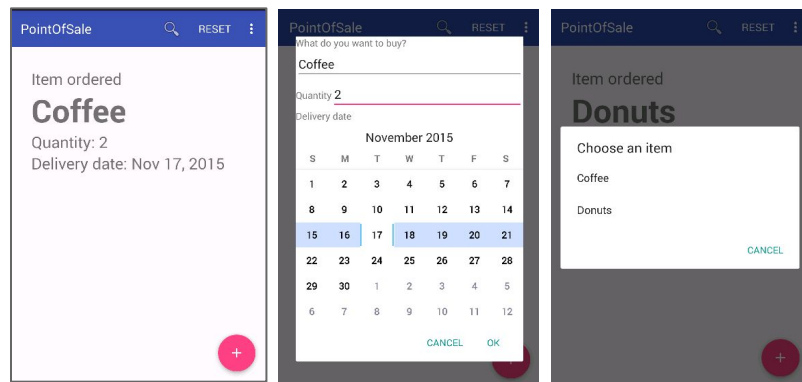 PointOfSale RESET
Item ordered
Coffee
Quantity: 2
Delivery date: Nov 17, 2015
+
PointOfSale RESET
What do you want to buy?
Coffee
Quantity 2
Delivery date
November 2015
S M T W T F S
1 2 3 4 5 6 7
8 9 10 11 12 13 14
15 16 17 18 19 20 21
22 23 24 25 26 27 28
29 30 1 2 3 4 5
6 7 8 9 10 11 12
CANCEL OK
PointOfSale RESET
Item ordered
Donuts
Choose an item
Coffee
Donuts
CANCEL
+